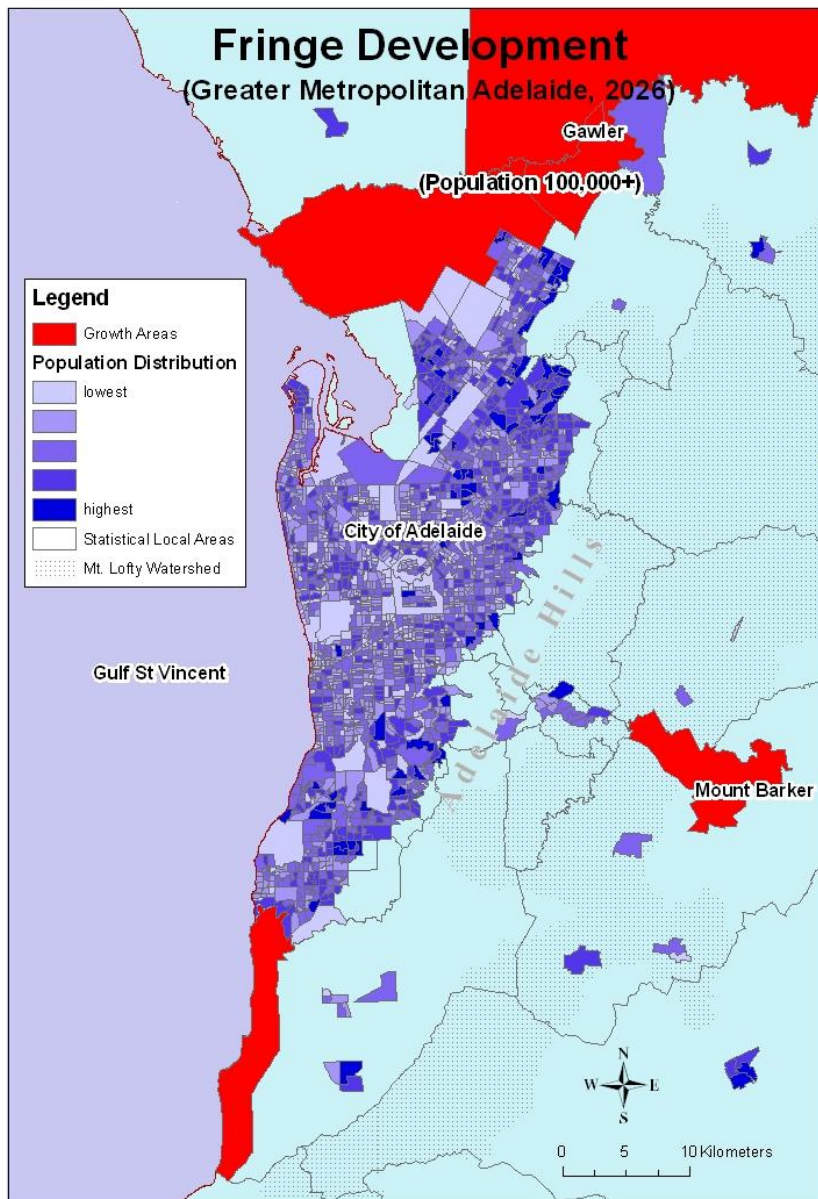 Fringe Development
(Greater Metropolitan Adelaide, 2026)
Gawler
(Population 100,000+)
Legend
Growth Areas
Population Distribution
lowest
highest
Statistical Local Areas
Mt. Lofty Watershed
City of Adelaide
Adelaide Hills
Gulf St Vincent
Mount Barker
N
W E
S
0 5 10 Kilometers